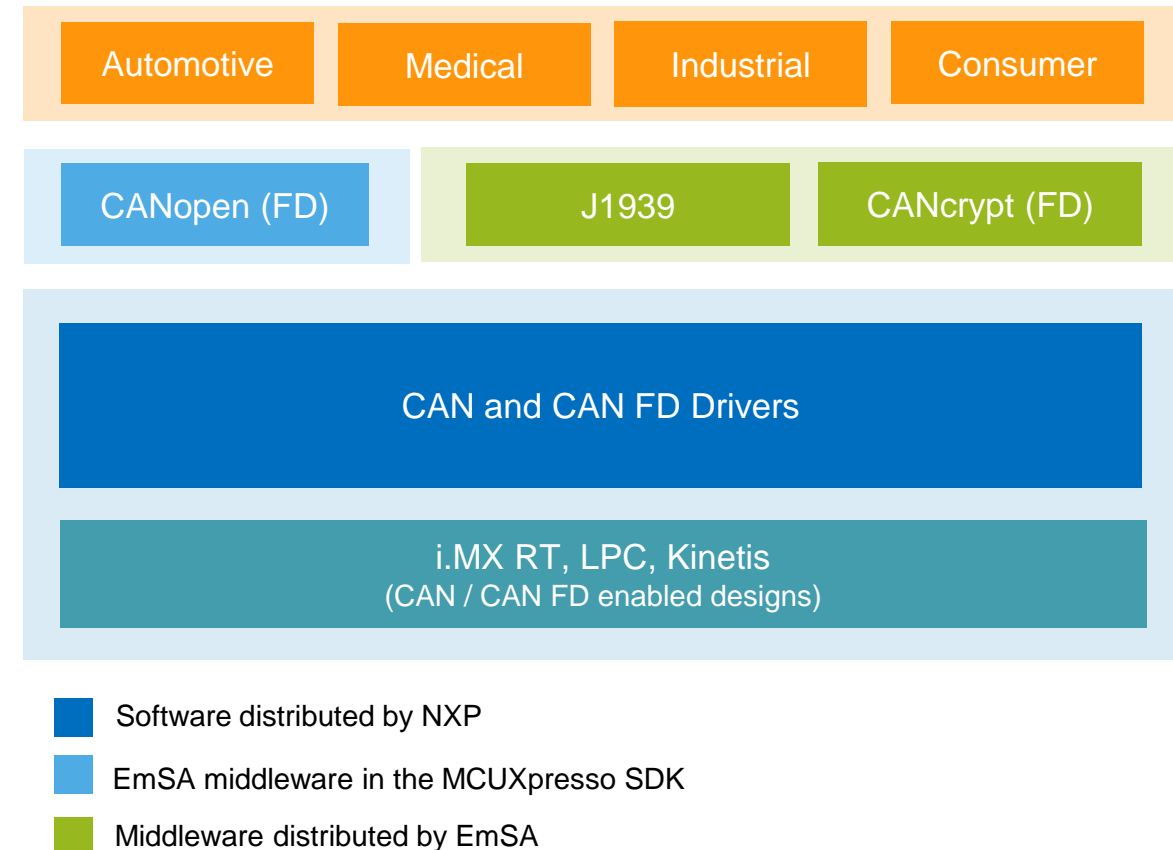 Automotive
Medical
Industrial
Consumer
CANopen (FD)
J1939
CANcrypt (FD)
CAN and CAN FD Drivers
i.MX RT, LPC, Kinetis
(CAN / CAN FD enabled designs)
Software distributed by NXP
EmSA middleware in the MCUXpresso SDK
Middleware distributed by EmSA